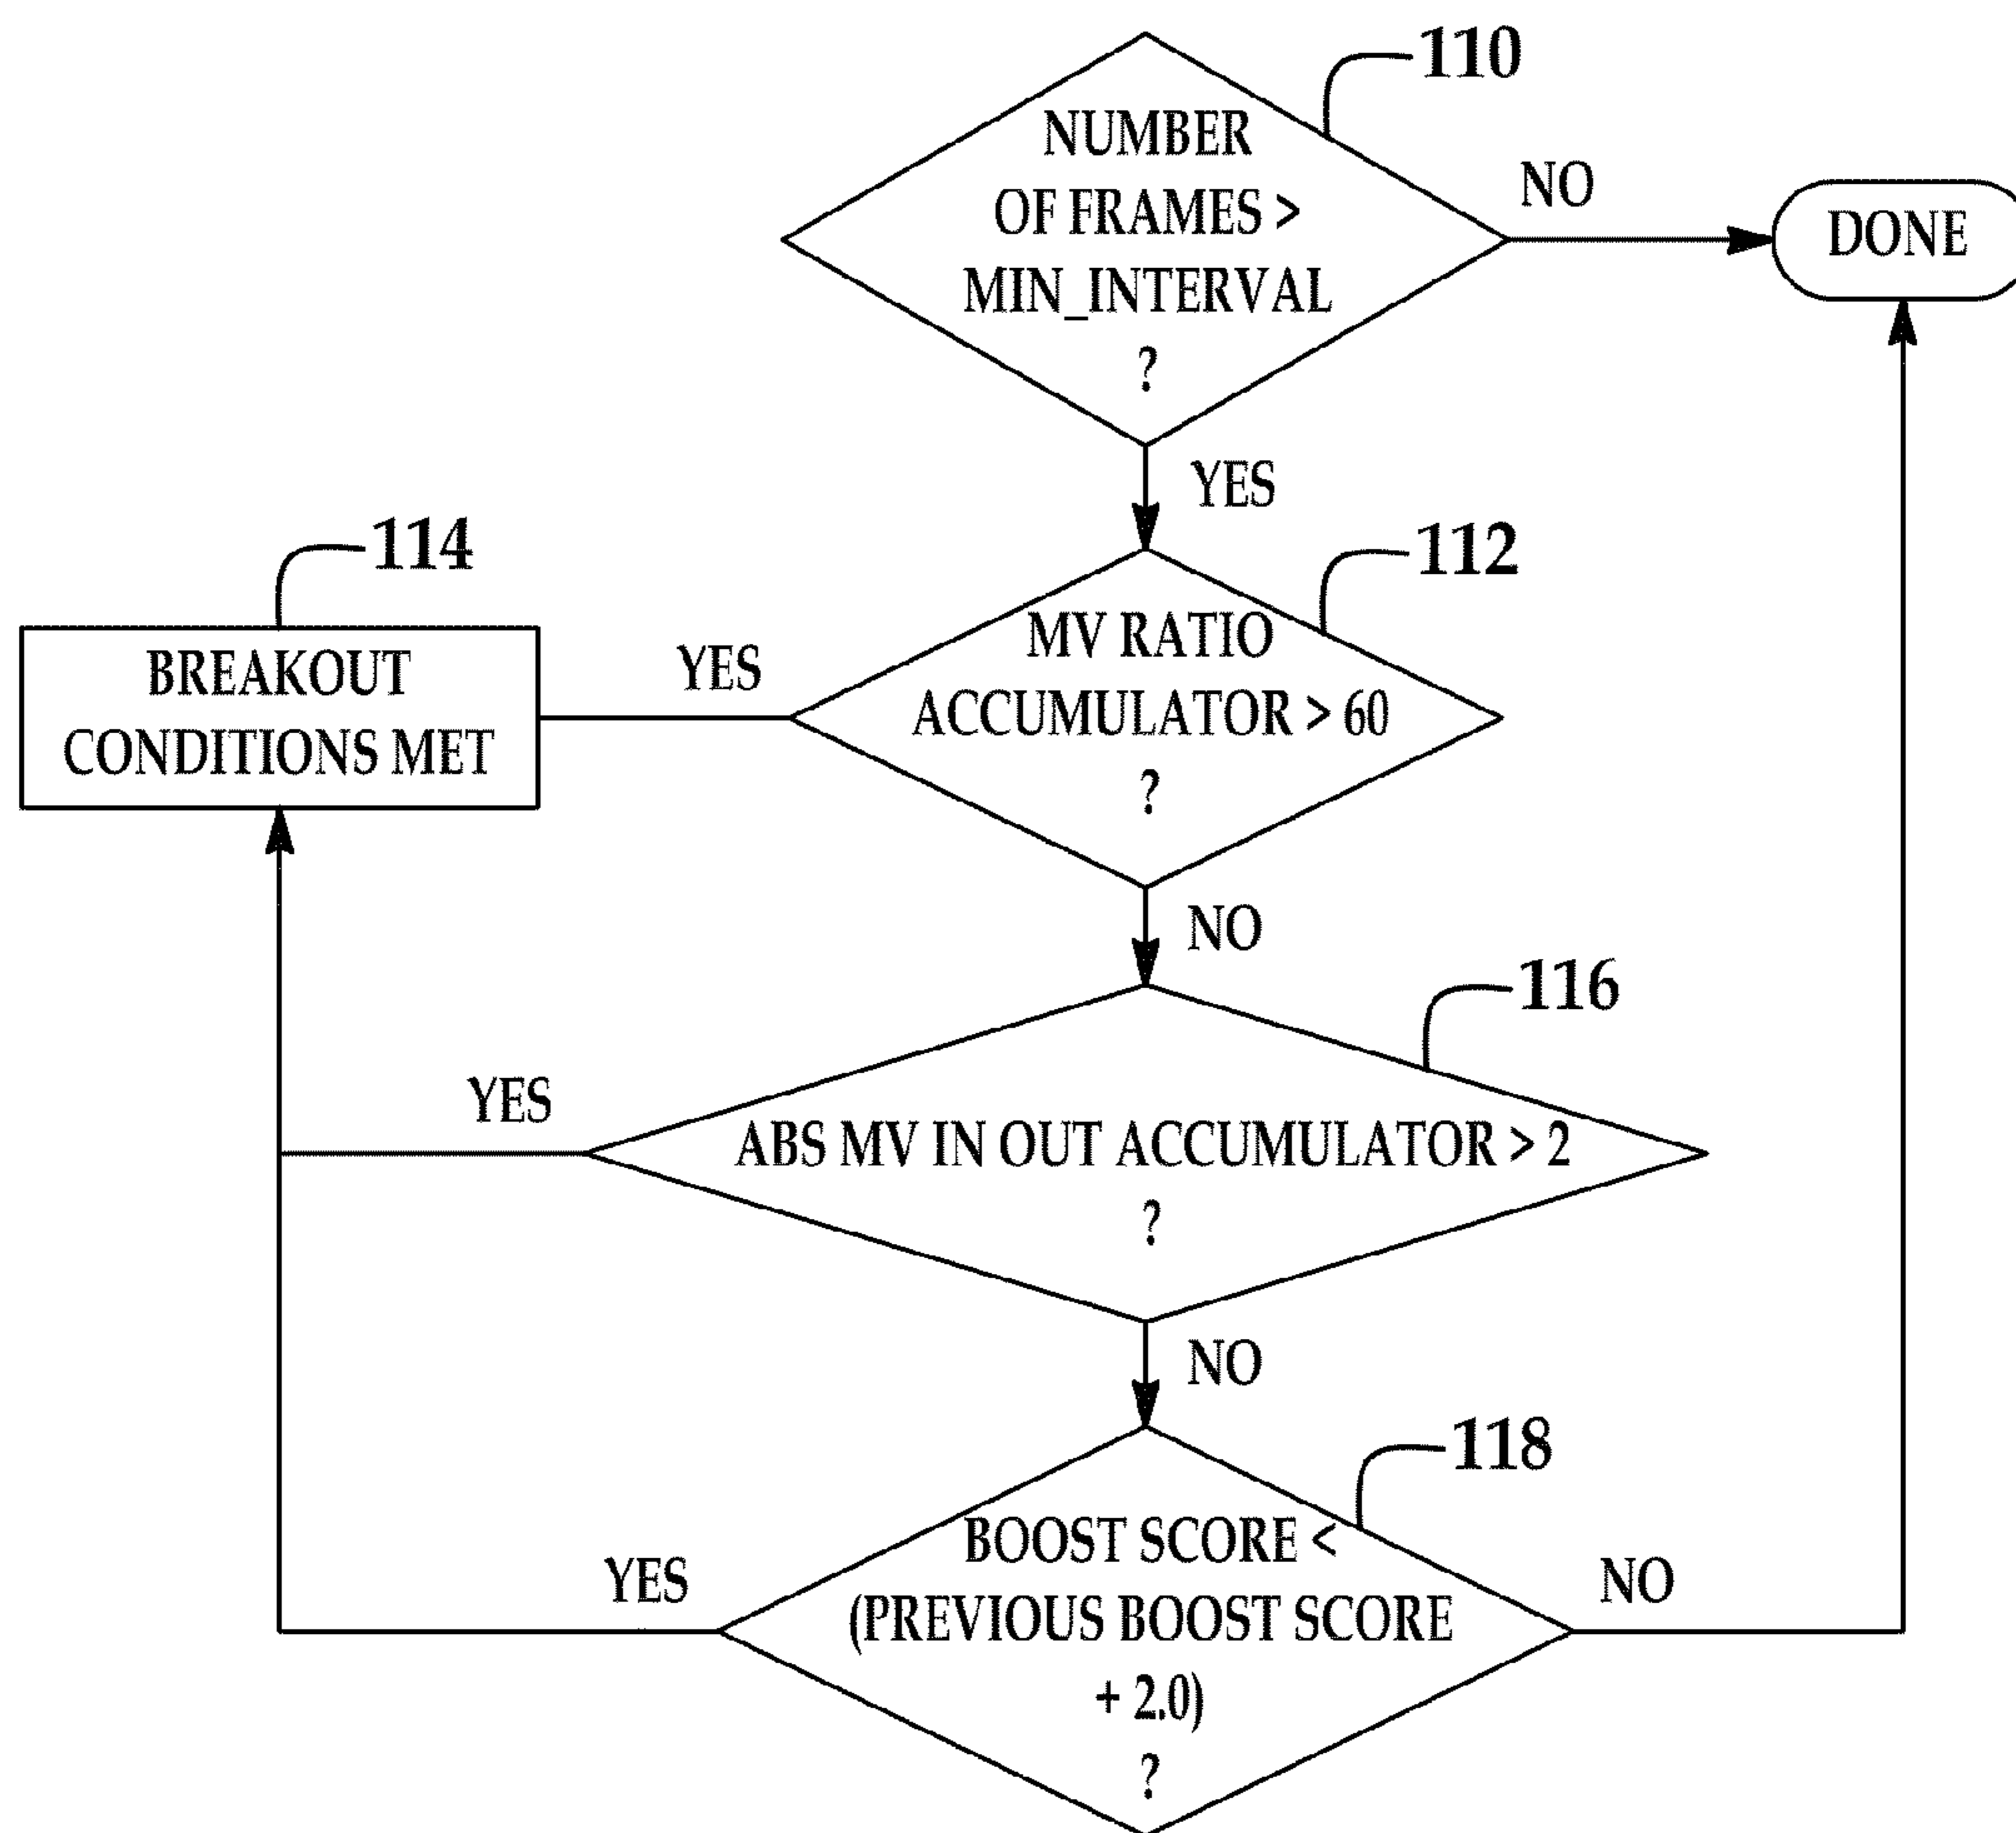 110
NUMBER
OF FRAMES >
MIN_INTERVAL
?
NO
DONE
YES
114
112
BREAKOUT
CONDITIONS MET
YES
MV RATIO
ACCUMULATOR > 60
?
NO
116
YES
ABS MV IN OUT ACCUMULATOR > 2
?
NO
118
YES
BOOST SCORE <
(PREVIOUS BOOST SCORE
+ 2.0)
?
NO